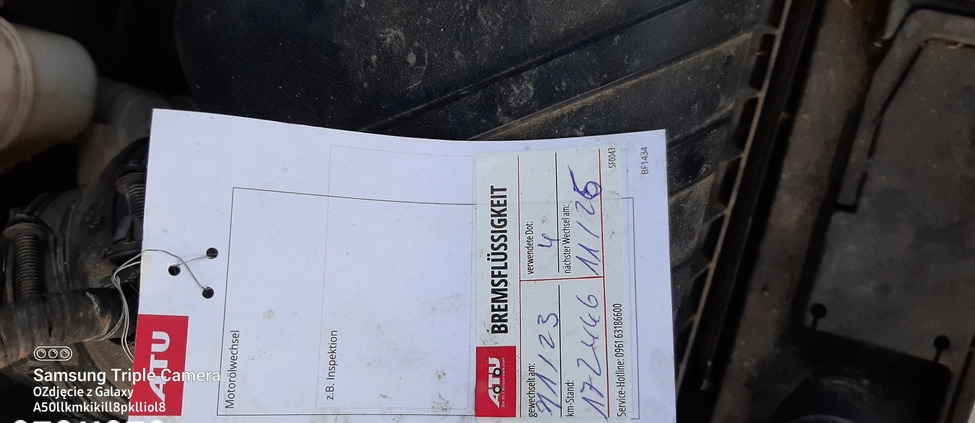 ATU
Motorölwechsel
z.B. Inspektion
ATU
BREMSFLÜSSIGKEIT
gewechselt am:
11/23
verwendete Dot:
4
km-Stand:
172446
nächster Wechsel am:
11/25
Service-Hotline: 0961 63186600
SF0043
BF1434
Samsung Triple Camera
Zdjęcie z Galaxy